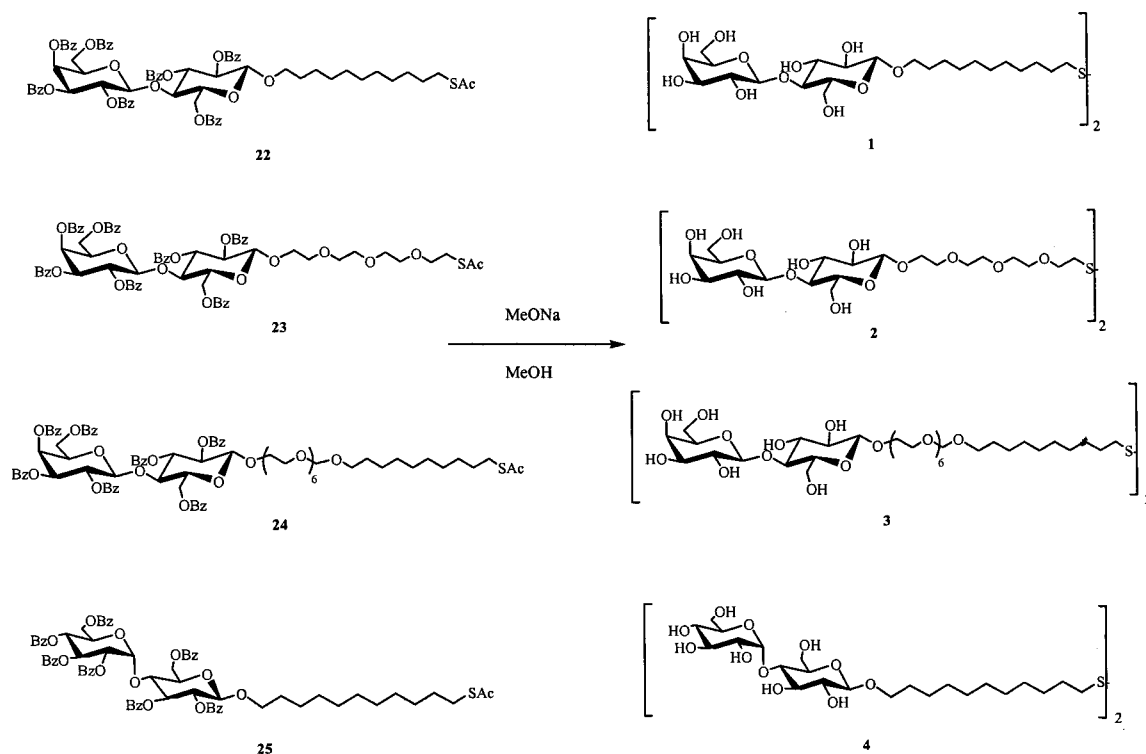 OBz OBz
O OBz
BzO O
BzO OBz O O SAc
OBz
22
OH OH
O OH
HO O
HO OH O HO O S
OH
2
1
OBz OBz
O OBz
BzO O O O O
BzO OBz O O SAc
OBz
23
OH OH
O OH
HO O O O O
HO OH O HO O S
OH
2
2
MeONa
MeOH
OBz OBz
O OBz
BzO O O O
6
BzO OBz O O SAc
OBz
24
OH OH
O OH
HO O O O
6
HO OH O HO O S
OH
3
OBz
BzO O
BzO
BzO OBz
O O
BzO OBz O SAc
25
OH
HO O
HO
HO OH
O O
HO OH O S
2
4